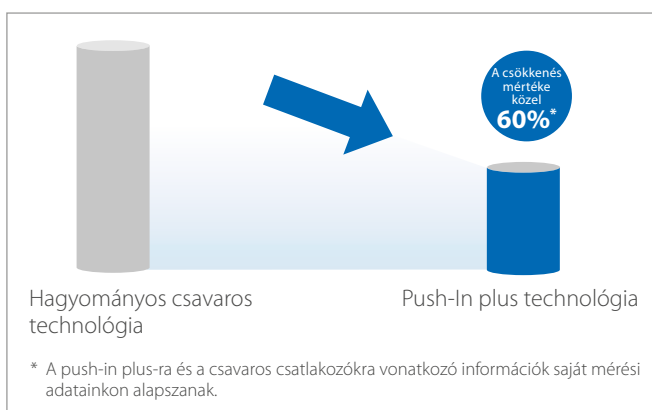 A csökkenés
mértéke
közel
60%*
Hagyományos csavaros
technológia
Push-In plus technológia
* A push-in plus-ra és a csavaros csatlakozókra vonatkozó információk saját mérési
adatainkon alapszanak.